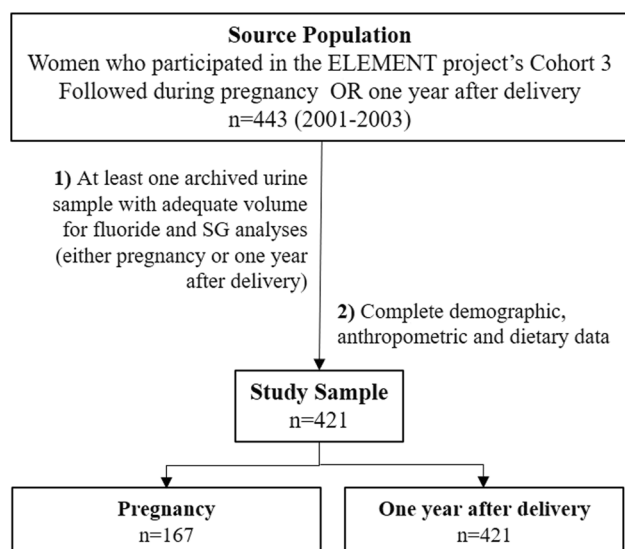 Source Population
Women who participated in the ELEMENT project's Cohort 3
Followed during pregnancy OR one year after delivery
n=443 (2001-2003)
1) At least one archived urine
sample with adequate volume
for fluoride and SG analyses
(either pregnancy or one year
after delivery)
2) Complete demographic,
anthropometric and dietary data
Study Sample
n=421
Pregnancy
n=167
One year after delivery
n=421